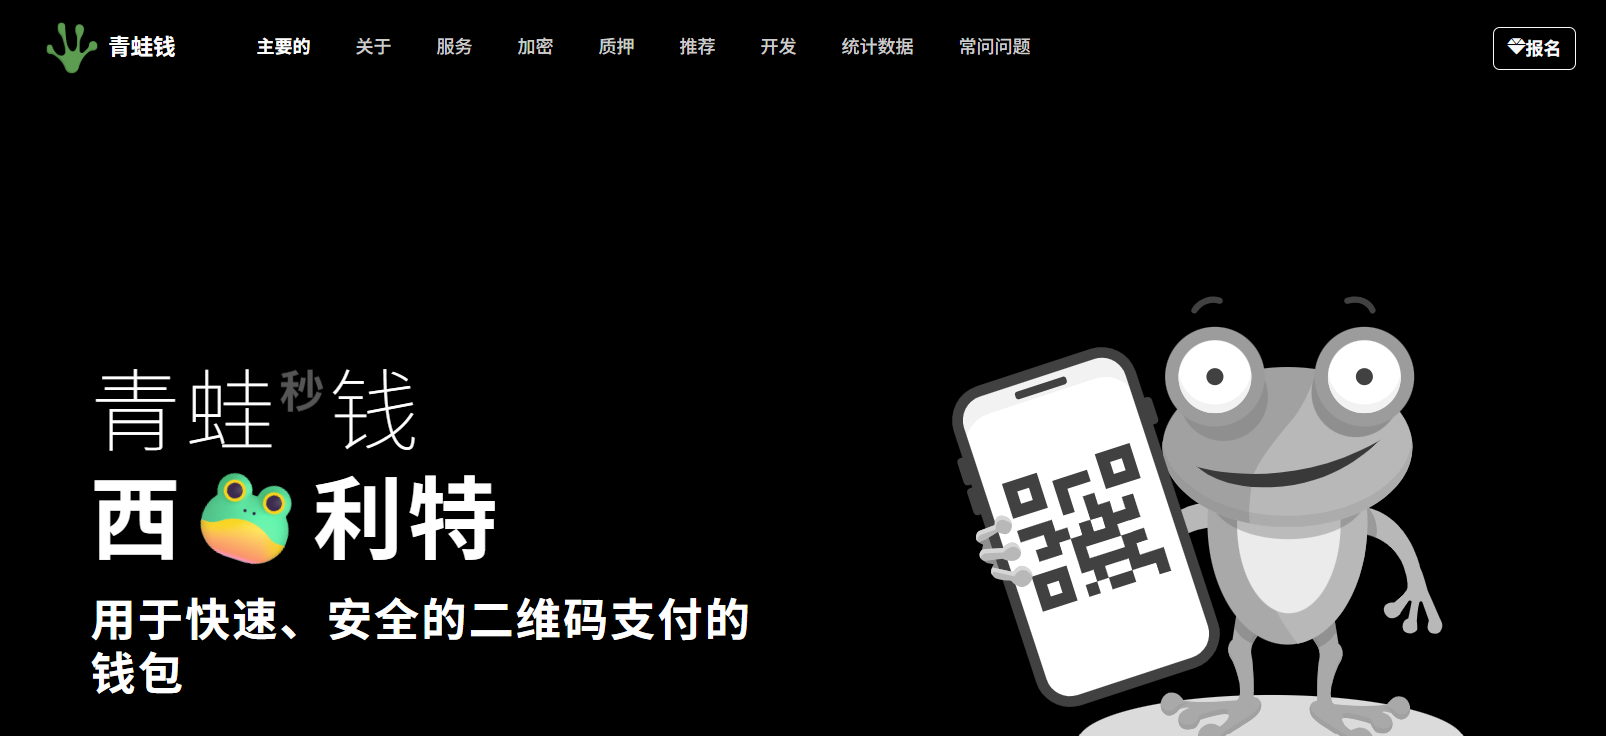 青蛙钱
主要的 关于 服务 加密 质押 推荐 开发 统计数据 常问问题
报名
青蛙秒钱
西利特
用于快速、安全的二维码支付的
钱包